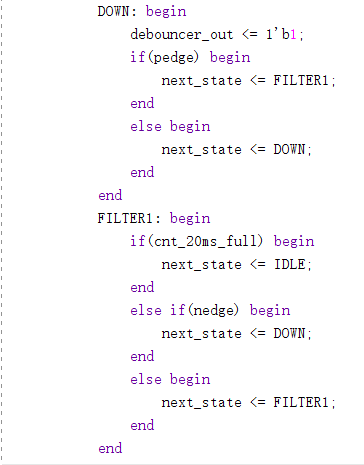 DOWN: begin
debouncer_out <= 1'b1;
if(pedge) begin
next_state <= FILTER1;
end
else begin
next_state <= DOWN;
end
end
FILTER1: begin
if(cnt_20ms_full) begin
next_state <= IDLE;
end
else if(nedge) begin
next_state <= DOWN;
end
else begin
next_state <= FILTER1;
end
end